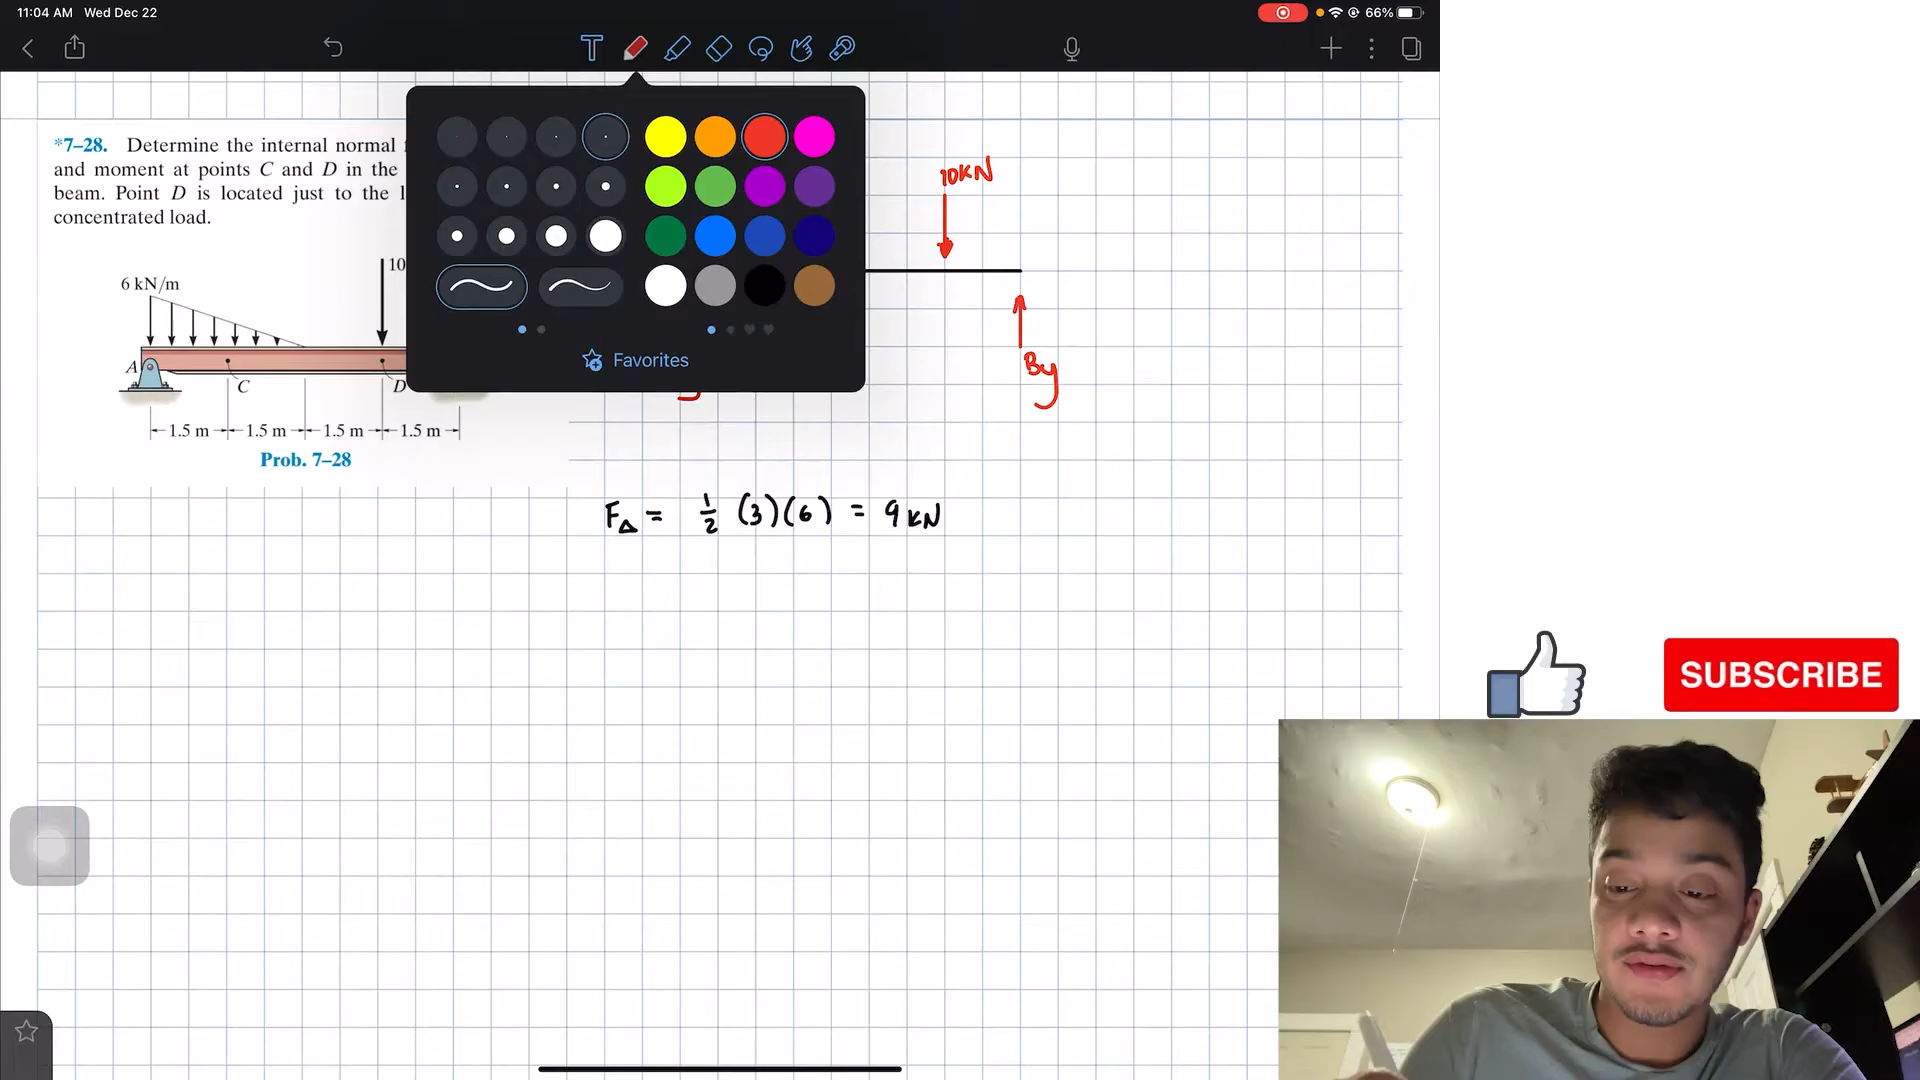 11:04 AM Wed Dec 22
66%
T
*7–28. Determine the internal normal
and moment at points C and D in the
beam. Point D is located just to the
concentrated load.
10
6 kN/m
A
C
D
1.5 m 1.5 m 1.5 m 1.5 m
Prob. 7–28
Favorites
10KN
By
F△ = 1/2 (3)(6) = 9 KN
SUBSCRIBE